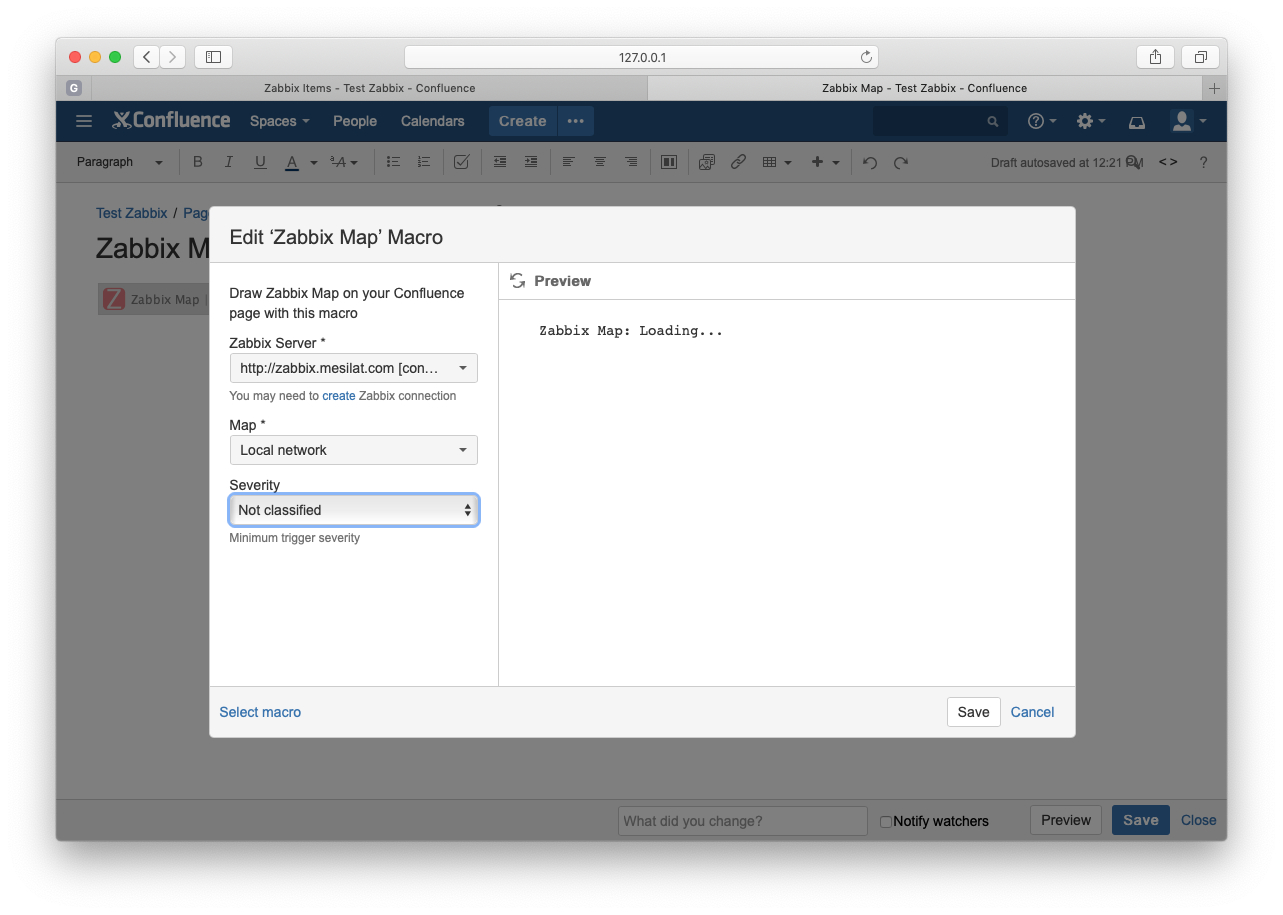 127.0.0.1
G
Zabbix Items - Test Zabbix - Confluence
Zabbix Map - Test Zabbix - Confluence
Confluence
Spaces
People
Calendars
Create
Paragraph
B
I
U
A
Draft autosaved at 12:21 PM
< >
?
Test Zabbix /
Zabbix M
Z
Zabbix Map
Edit ‘Zabbix Map’ Macro
Draw Zabbix Map on your Confluence
page with this macro
Zabbix Server *
http://zabbix.mesilat.com [con...
You may need to create Zabbix connection
Map *
Local network
Severity
Not classified
Minimum trigger severity
Preview
Zabbix Map: Loading...
Select macro
Save
Cancel
What did you change?
Notify watchers
Preview
Save
Close